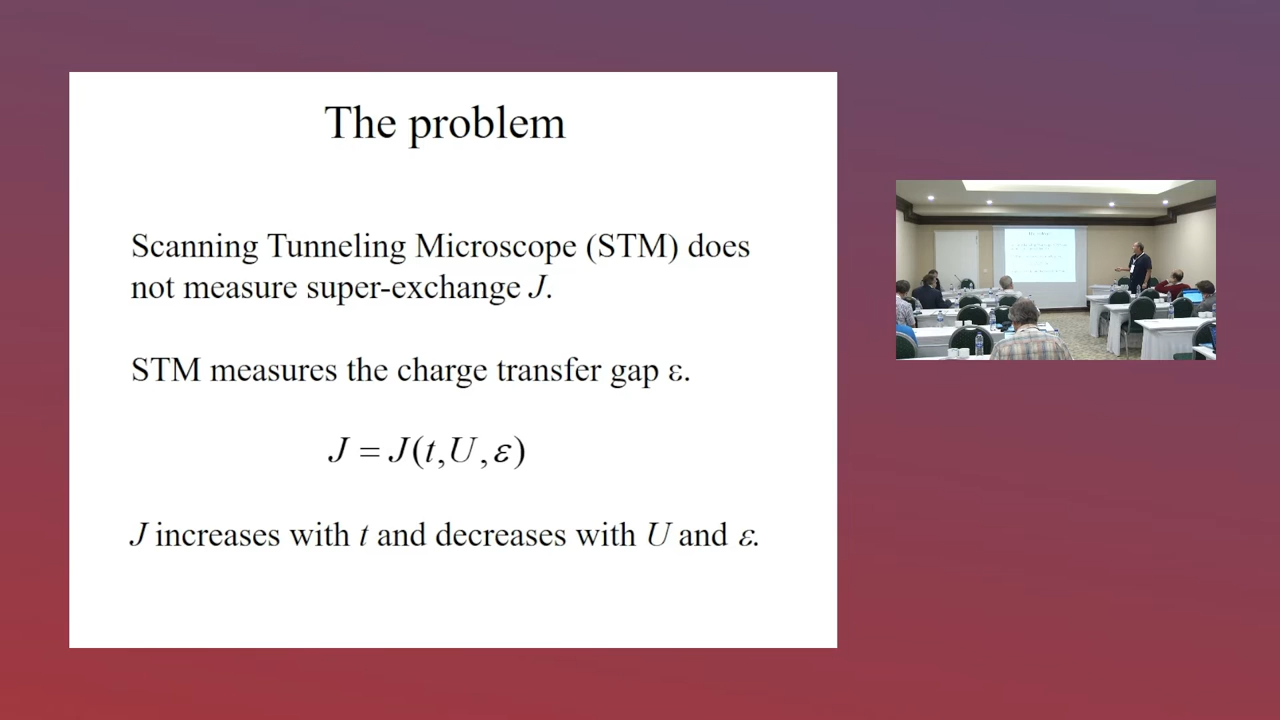 The problem
Scanning Tunneling Microscope (STM) does
not measure super-exchange J.
STM measures the charge transfer gap ε.
J = J(t,U,ε)
J increases with t and decreases with U and ε.